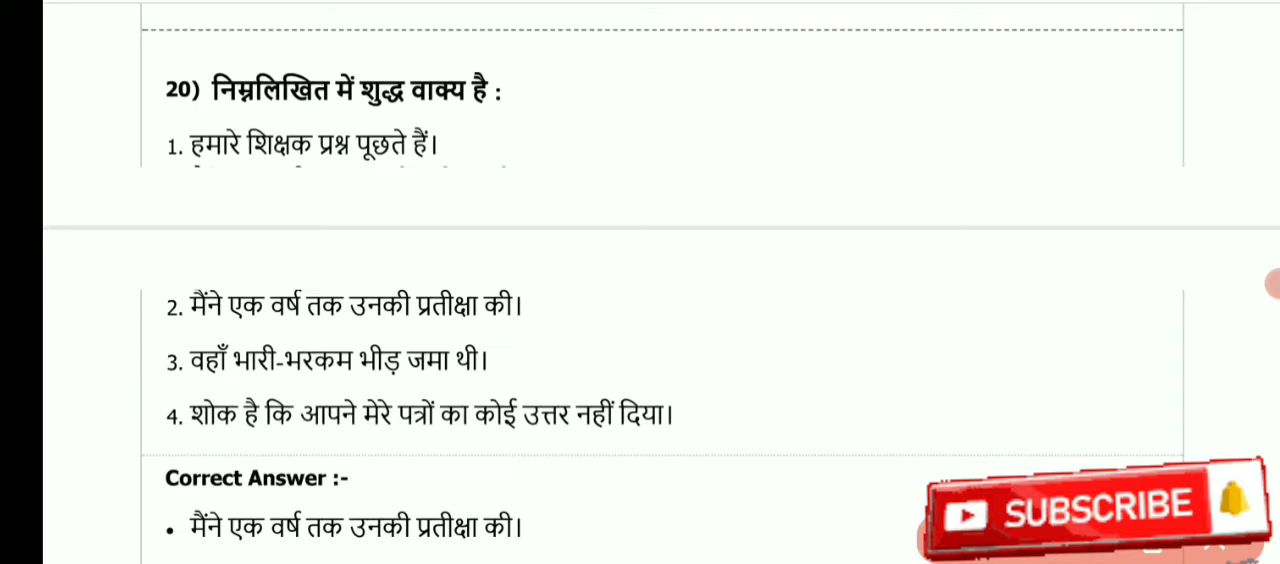 20) निम्नलिखित में शुद्ध वाक्य है :
1. हमारे शिक्षक प्रश्न पूछते हैं।
2. मैंने एक वर्ष तक उनकी प्रतीक्षा की।
3. वहाँ भारी-भरकम भीड़ जमा थी।
4. शोक है कि आपने मेरे पत्रों का कोई उत्तर नहीं दिया।
Correct Answer :-
SUBSCRIBE
• मैंने एक वर्ष तक उनकी प्रतीक्षा की।